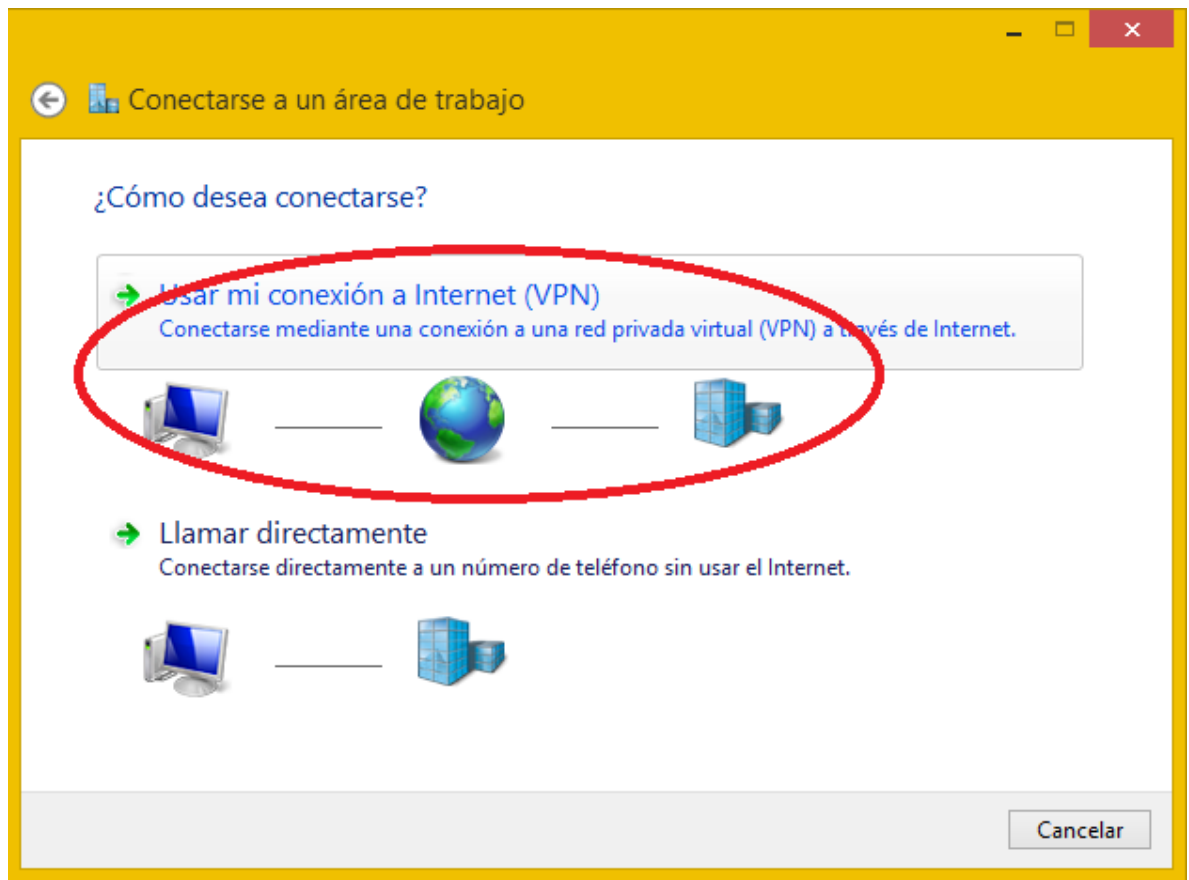 Conectarse a un área de trabajo
¿Cómo desea conectarse?
Usar mi conexión a Internet (VPN)
Conectarse mediante una conexión a una red privada virtual (VPN) a través de Internet.
Llamar directamente
Conectarse directamente a un número de teléfono sin usar el Internet.
Cancelar